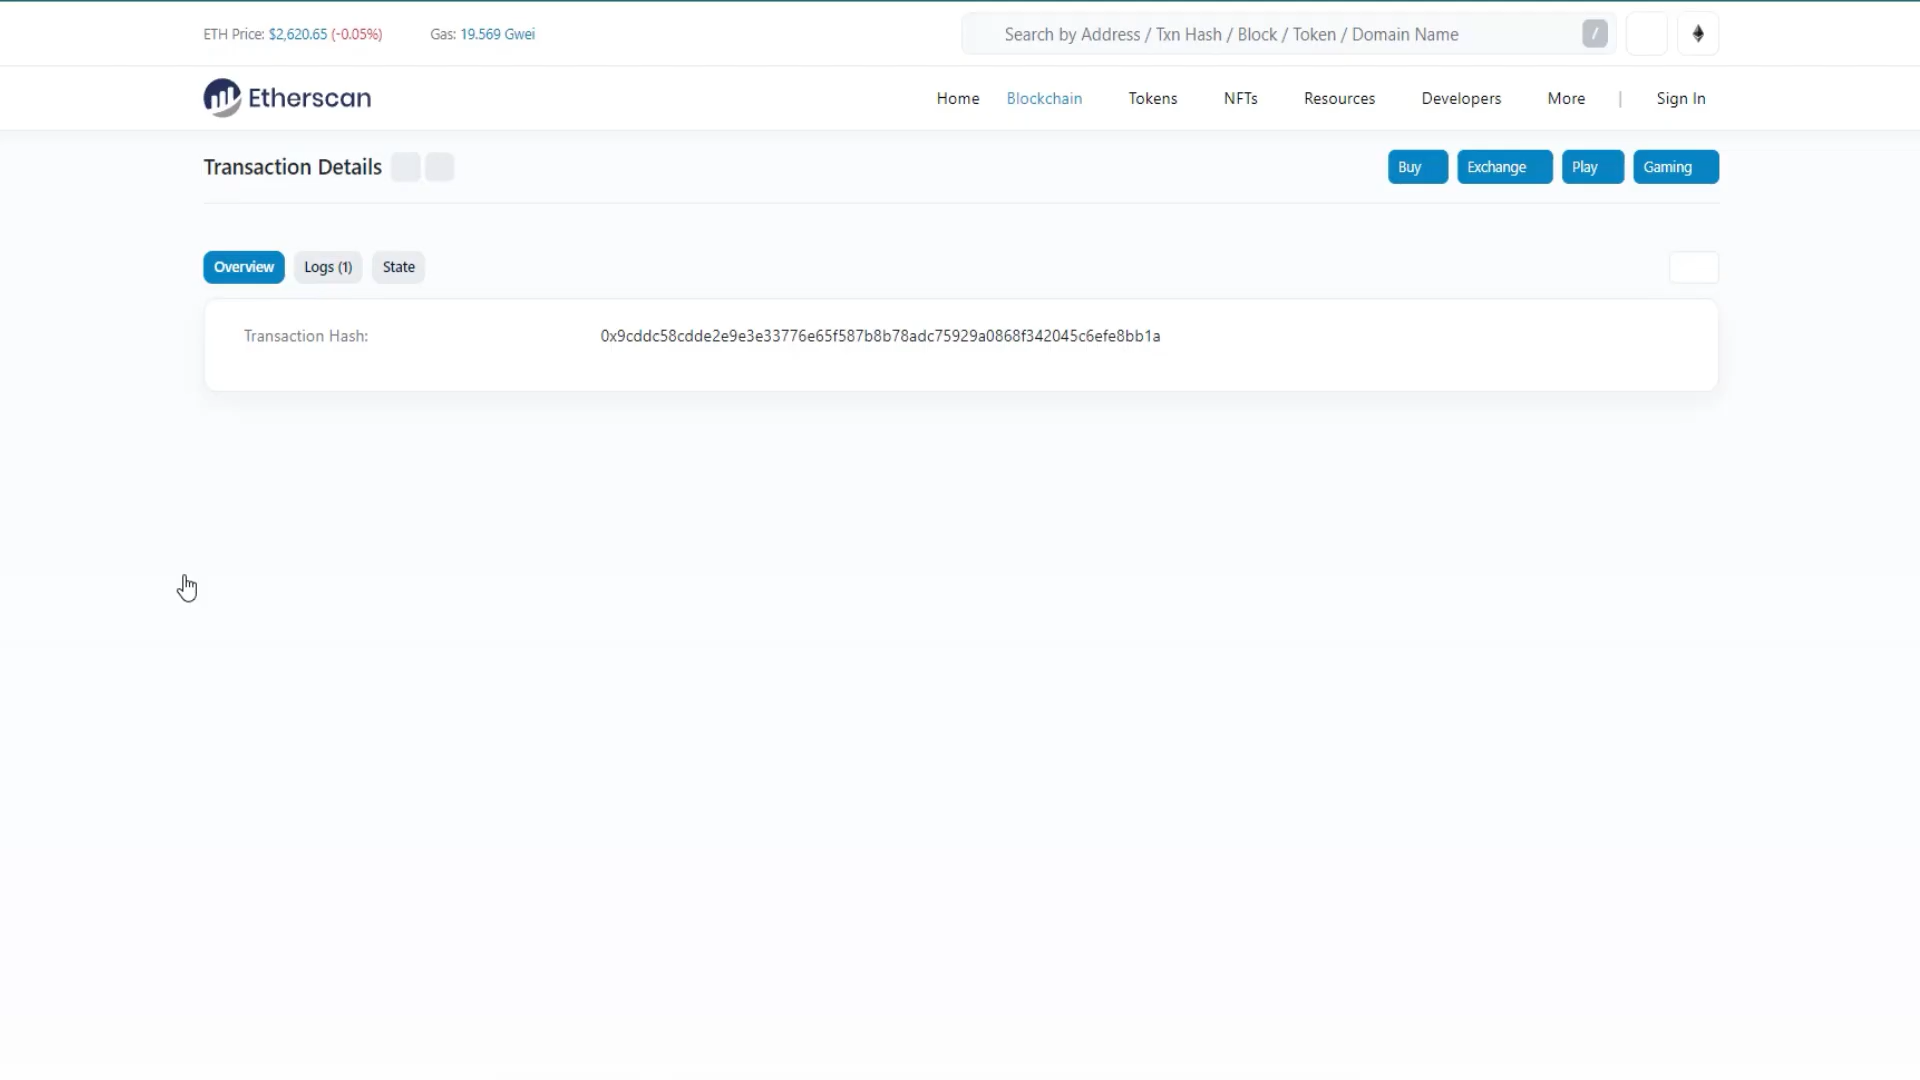 ETH Price: $2,620.65 (-0.05%) Gas: 19.569 Gwei Search by Address / Txn Hash / Block / Token / Domain Name /
Etherscan Home Blockchain Tokens NFTs Resources Developers More | Sign In
Transaction Details Buy Exchange Play Gaming
Overview Logs (1) State
Transaction Hash: 0x9cddc58cdde2e9e3e33776e65f587b8b78adc75929a0868f342045c6efe8bb1a